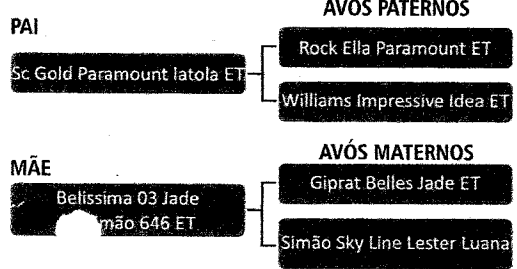 AVÓS PATERNOS
PAI
Rock Ella Paramount ET
Sc Gold Paramount Iatola ET
Williams Impressive Idea ET
AVÓS MATERNOS
MÃE
Giprat Belles Jade ET
Belissima 03 Jade
646 ET
Simão Sky Line Lester Luana